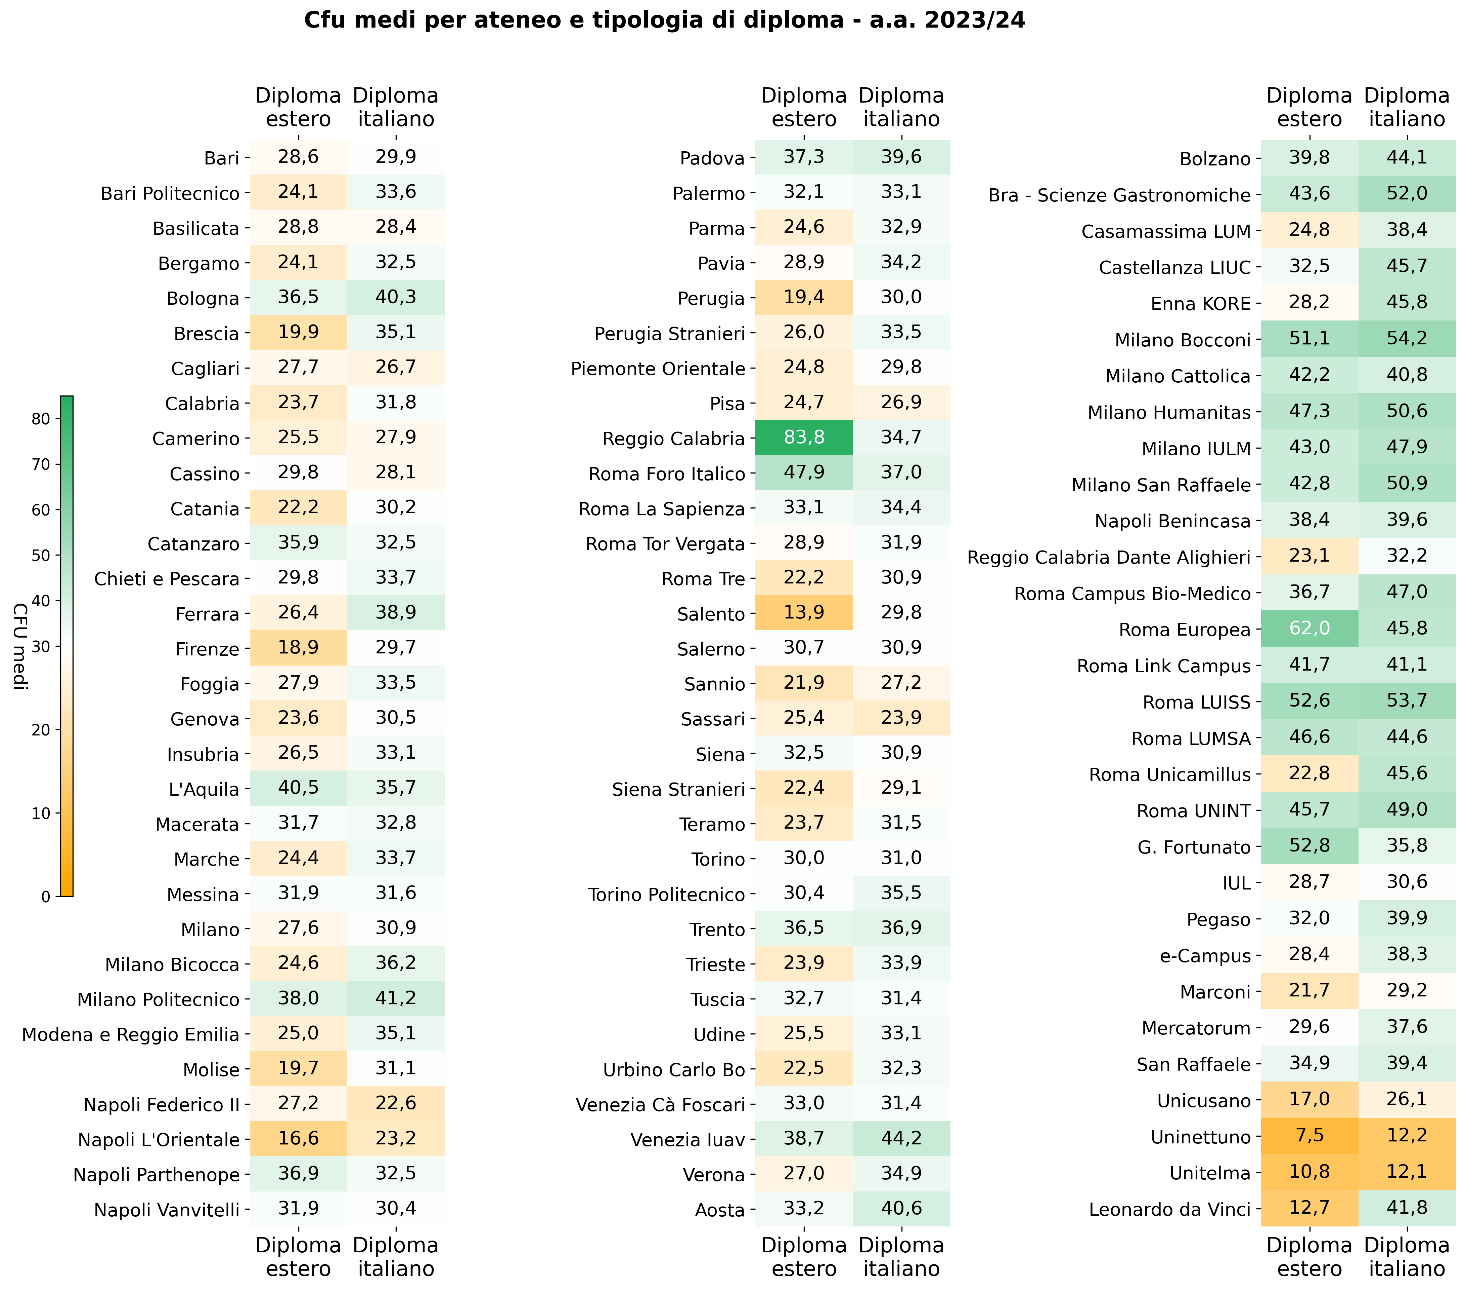 Cfu medi per ateneo e tipologia di diploma - a.a. 2023/24
Diploma estero Diploma italiano
Bari 28,6 29,9
Bari Politecnico 24,1 33,6
Basilicata 28,8 28,4
Bergamo 24,1 32,5
Bologna 36,5 40,3
Brescia 19,9 35,1
Cagliari 27,7 26,7
Calabria 23,7 31,8
Camerino 25,5 27,9
Cassino 29,8 28,1
Catania 22,2 30,2
Catanzaro 35,9 32,5
Chieti e Pescara 29,8 33,7
Ferrara 26,4 38,9
Firenze 18,9 29,7
Foggia 27,9 33,5
Genova 23,6 30,5
Insubria 26,5 33,1
L'Aquila 40,5 35,7
Macerata 31,7 32,8
Marche 24,4 33,7
Messina 31,9 31,6
Milano 27,6 30,9
Milano Bicocca 24,6 36,2
Milano Politecnico 38,0 41,2
Modena e Reggio Emilia 25,0 35,1
Molise 19,7 31,1
Napoli Federico II 27,2 22,6
Napoli L'Orientale 16,6 23,2
Napoli Parthenope 36,9 32,5
Napoli Vanvitelli 31,9 30,4
Diploma estero Diploma italiano
CFU medi
80
70
60
50
40
30
20
10
0
Diploma estero Diploma italiano
Padova 37,3 39,6
Palermo 32,1 33,1
Parma 24,6 32,9
Pavia 28,9 34,2
Perugia 19,4 30,0
Perugia Stranieri 26,0 33,5
Piemonte Orientale 24,8 29,8
Pisa 24,7 26,9
Reggio Calabria 83,8 34,7
Roma Foro Italico 47,9 37,0
Roma La Sapienza 33,1 34,4
Roma Tor Vergata 28,9 31,9
Roma Tre 22,2 30,9
Salento 13,9 29,8
Salerno 30,7 30,9
Sannio 21,9 27,2
Sassari 25,4 23,9
Siena 32,5 30,9
Siena Stranieri 22,4 29,1
Teramo 23,7 31,5
Torino 30,0 31,0
Torino Politecnico 30,4 35,5
Trento 36,5 36,9
Trieste 23,9 33,9
Tuscia 32,7 31,4
Udine 25,5 33,1
Urbino Carlo Bo 22,5 32,3
Venezia Cà Foscari 33,0 31,4
Venezia Iuav 38,7 44,2
Verona 27,0 34,9
Aosta 33,2 40,6
Diploma estero Diploma italiano
Diploma estero Diploma italiano
Bolzano 39,8 44,1
Bra - Scienze Gastronomiche 43,6 52,0
Casamassima LUM 24,8 38,4
Castellanza LIUC 32,5 45,7
Enna KORE 28,2 45,8
Milano Bocconi 51,1 54,2
Milano Cattolica 42,2 40,8
Milano Humanitas 47,3 50,6
Milano IULM 43,0 47,9
Milano San Raffaele 42,8 50,9
Napoli Benincasa 38,4 39,6
Reggio Calabria Dante Alighieri 23,1 32,2
Roma Campus Bio-Medico 36,7 47,0
Roma Europea 62,0 45,8
Roma Link Campus 41,7 41,1
Roma LUISS 52,6 53,7
Roma LUMSA 46,6 44,6
Roma Unicamillus 22,8 45,6
Roma UNINT 45,7 49,0
G. Fortunato 52,8 35,8
IUL 28,7 30,6
Pegaso 32,0 39,9
e-Campus 28,4 38,3
Marconi 21,7 29,2
Mercatorum 29,6 37,6
San Raffaele 34,9 39,4
Unicusano 17,0 26,1
Uninettuno 7,5 12,2
Unitelma 10,8 12,1
Leonardo da Vinci 12,7 41,8
Diploma estero Diploma italiano